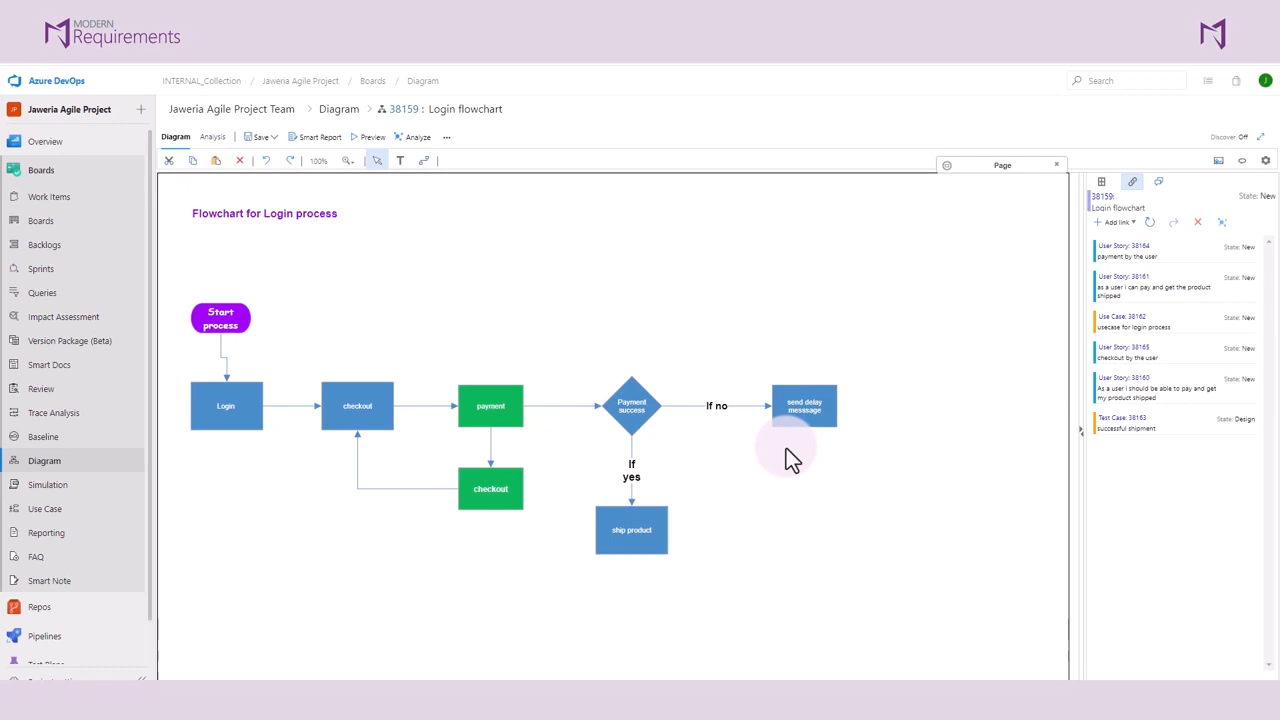 MODERN
Requirements
Azure DevOps
INTERNAL_Collection / Jaweria Agile Project / Boards / Diagram
Search
J
JP Jaweria Agile Project
Jaweria Agile Project Team > Diagram > 38159 : Login flowchart
Overview
Boards
Work Items
Boards
Backlogs
Sprints
Queries
Impact Assessment
Version Package (Beta)
Smart Docs
Review
Trace Analysis
Baseline
Diagram
Simulation
Use Case
Reporting
FAQ
Smart Note
Repos
Pipelines
Diagram Analysis Save Smart Report Preview Analyze ...
Discover Off
100%
T
Page
Flowchart for Login process
Start
process
Login
checkout
payment
Payment
success
If no
send delay
messsage
If
yes
checkout
ship product
38159:
State: New
Login flowchart
Add link
User Story: 38164
State: New
payment by the user
User Story: 38161
State: New
as a user i can pay and get the product
shipped
Use Case: 38162
State: New
usecase for login process
User Story: 38165
State: New
checkout by the user
User Story: 38160
State: New
As a user i should be able to pay and get
my product shipped
Test Case: 38163
State: Design
successful shipment